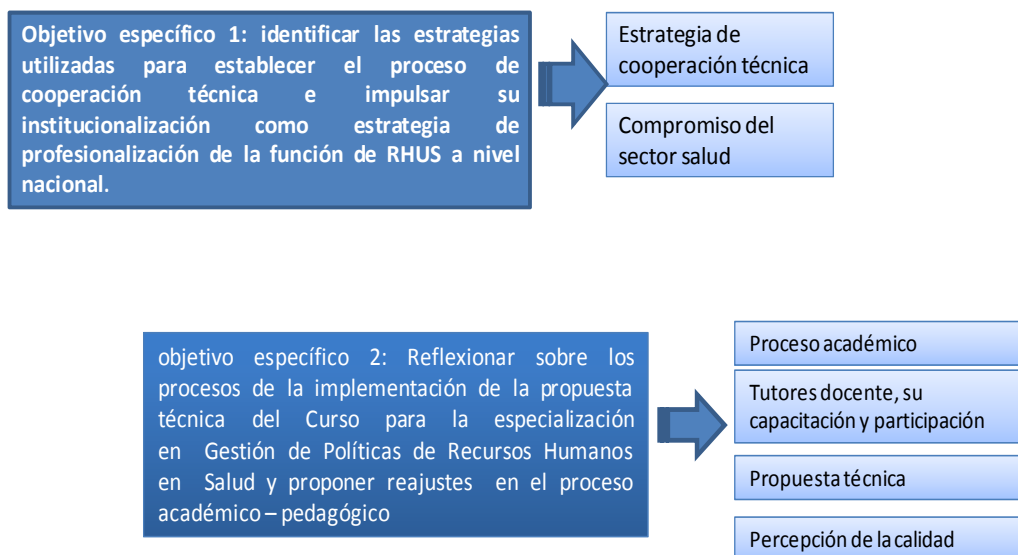 Objetivo específico 1: identificar las estrategias
utilizadas para establecer el proceso de
cooperación técnica e impulsar su
institucionalización como estrategia de
profesionalización de la función de RHUS a nivel
nacional.
Estrategia de
cooperación técnica
Compromiso del
sector salud
objetivo específico 2: Reflexionar sobre los
procesos de la implementación de la propuesta
técnica del Curso para la especialización
en Gestión de Políticas de Recursos Humanos
en Salud y proponer reajustes en el proceso
académico – pedagógico
Proceso académico
Tutores docente, su
capacitación y participación
Propuesta técnica
Percepción de la calidad